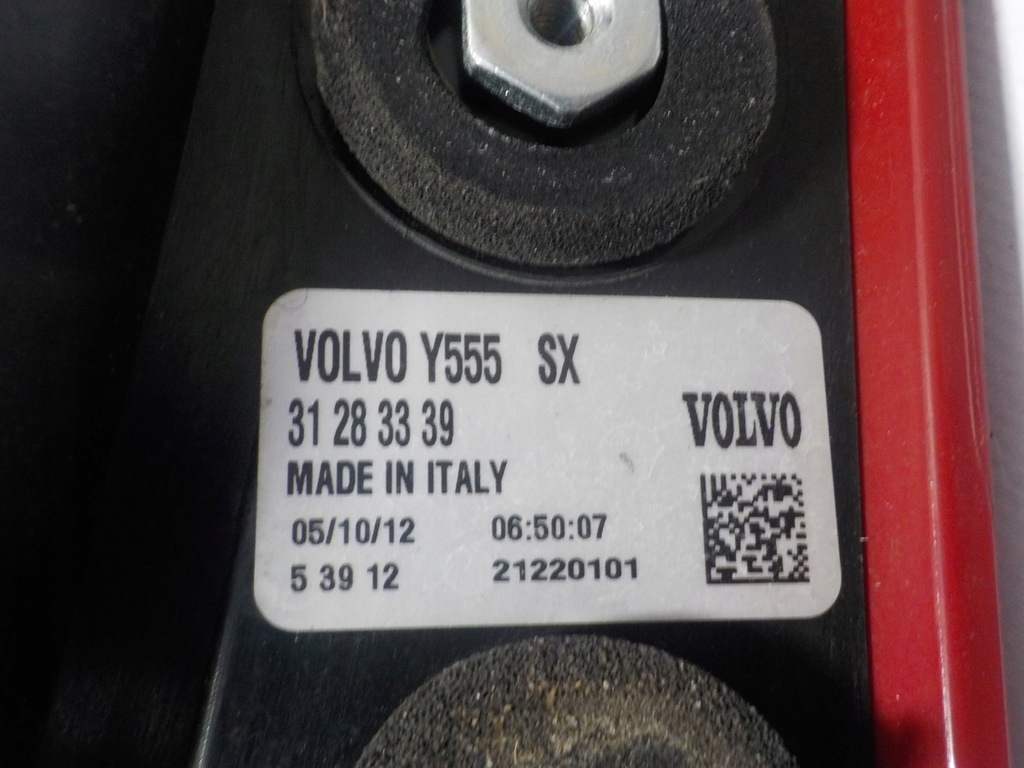 VOLVO Y555 SX
31 28 33 39
VOLVO
MADE IN ITALY
05/10/12 06:50:07
5 39 12 21220101